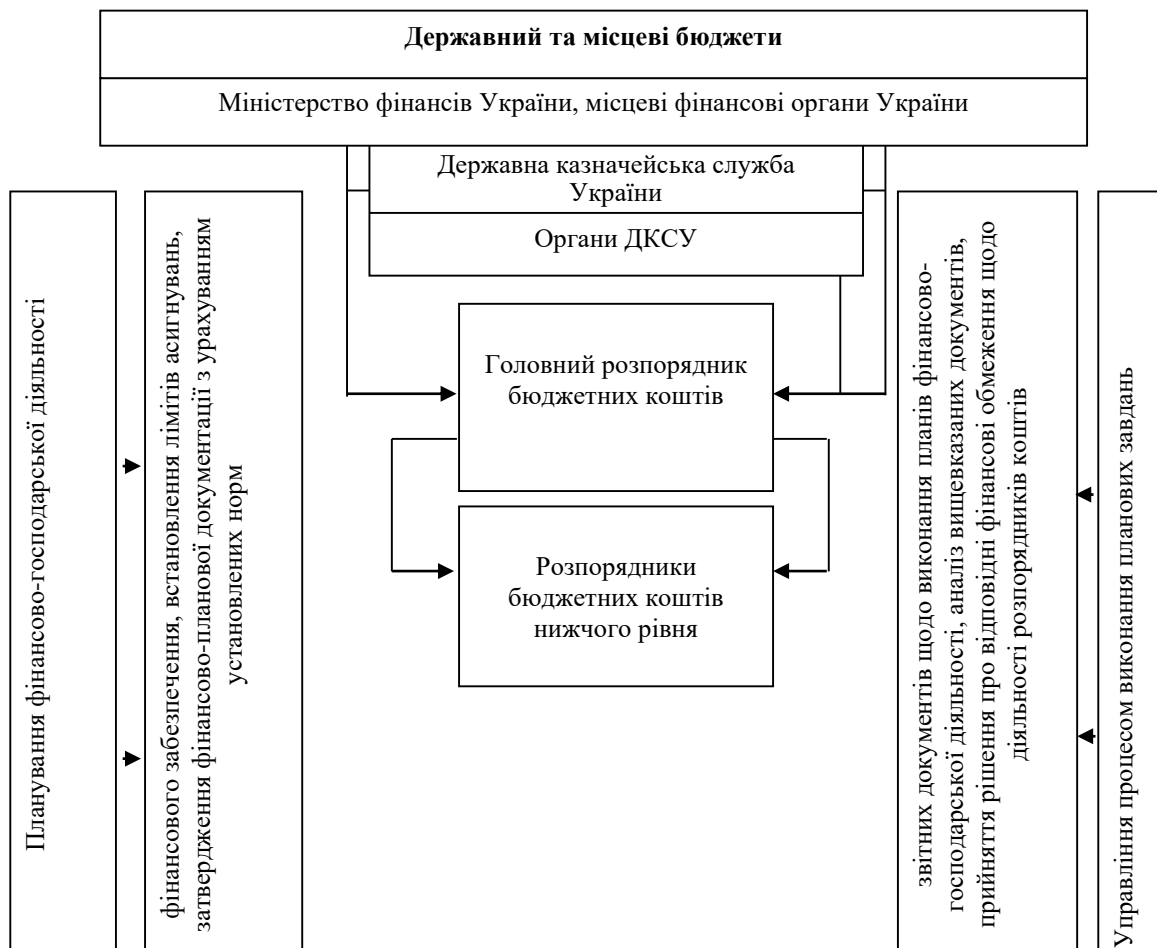 Державний та місцеві бюджети
Міністерство фінансів України, місцеві фінансові органи України
Державна казначейська служба
України
Органи ДКСУ
Планування фінансово-господарської діяльності
фінансового забезпечення, встановлення лімітів асигнувань,
затвердження фінансово-планової документації з урахуванням
установлених норм
Головний розпорядник
бюджетних коштів
Розпорядники
бюджетних коштів
нижчого рівня
звітних документів щодо виконання планів фінансово-
господарської діяльності, аналіз вищевказаних документів,
прийняття рішення про відповідні фінансові обмеження щодо
діяльності розпорядників коштів
Управління процесом виконання планових завдань